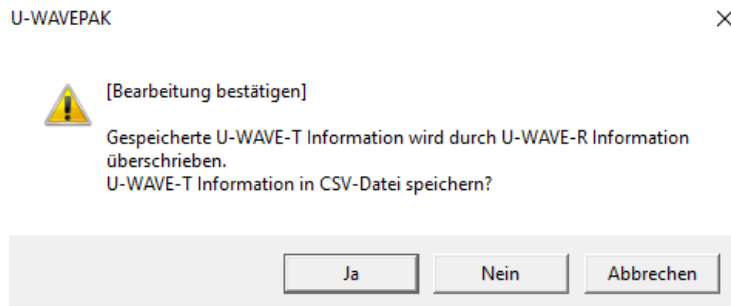 U-WAVEPAK
[Bearbeitung bestätigen]
Gespeicherte U-WAVE-T Information wird durch U-WAVE-R Information
überschrieben.
U-WAVE-T Information in CSV-Datei speichern?
Ja
Nein
Abbrechen